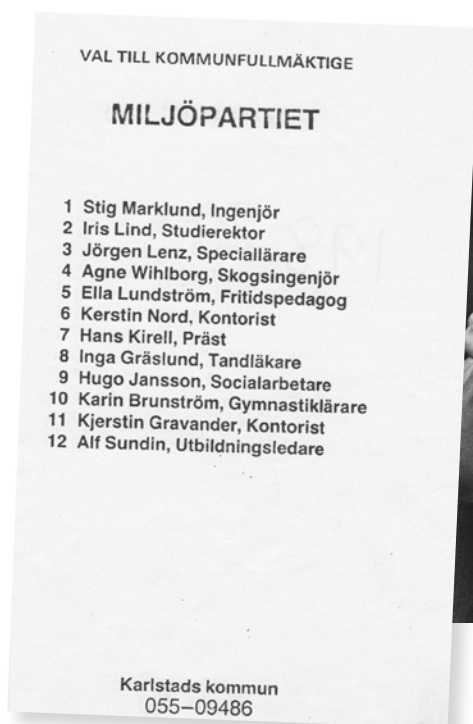 VAL TILL KOMMUNFULLMÄKTIGE
MILJÖPARTIET
1 Stig Marklund, Ingenjör
2 Iris Lind, Studierektor
3 Jörgen Lenz, Speciallärare
4 Agne Wihlborg, Skogsingenjör
5 Ella Lundström, Fritidspedagog
6 Kerstin Nord, Kontorist
7 Hans Kirell, Präst
8 Inga Gräslund, Tandläkare
9 Hugo Jansson, Socialarbetare
10 Karin Brunström, Gymnastiklärare
11 Kjerstin Gravander, Kontorist
12 Alf Sundin, Utbildningsledare
Karlstads kommun
055–09486